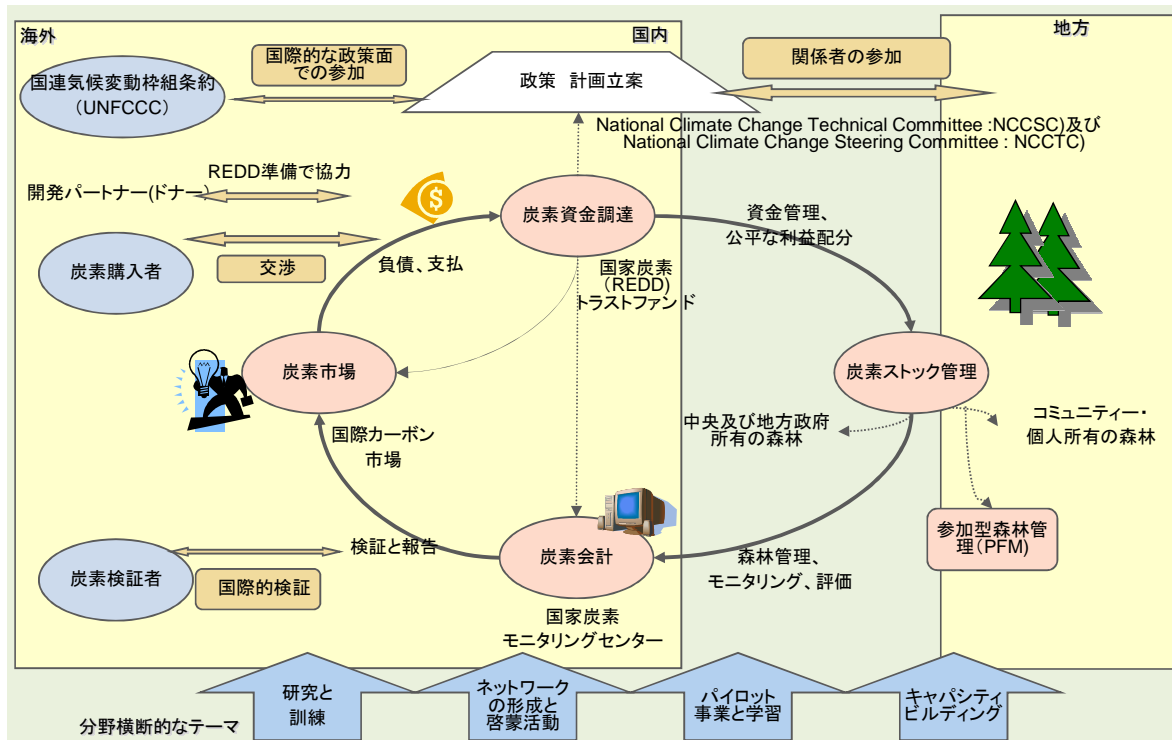 海外
国内
地方
国連気候変動枠組条約
(UNFCCC)
国際的な政策面
での参加
政策 計画立案
関係者の参加
National Climate Change Technical Committee :NCCSC)及び
National Climate Change Steering Committee : NCCTC)
REDD準備で協力
開発パートナー(ドナー)
炭素資金調達
資金管理、
公平な利益配分
炭素購入者
交渉
負債、支払
国家炭素
(REDD)
トラストファンド
炭素市場
炭素ストック管理
国際カーボン
市場
中央及び地方政府
所有の森林
コミュニティー・
個人所有の森林
炭素検証者
国際的検証
検証と報告
炭素会計
森林管理、
モニタリング、評価
参加型森林管
理(PFM)
国家炭素
モニタリングセンター
研究と
訓練
ネットワーク
の形成と
啓蒙活動
パイロット
事業と学習
キャパシティ
ビルディング
分野横断的なテーマ